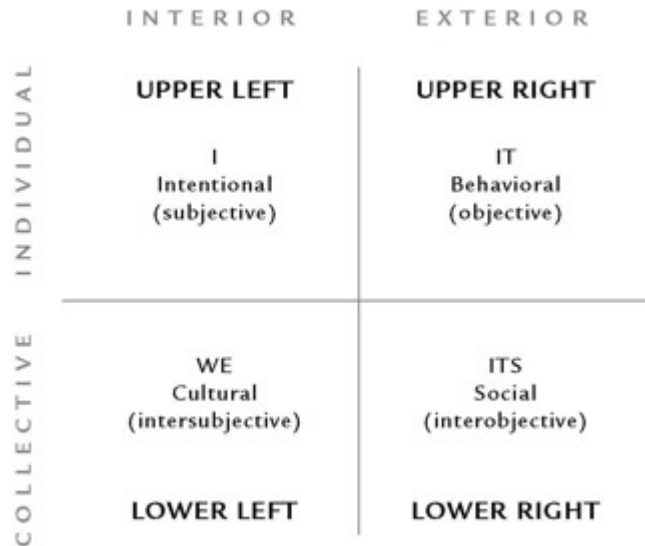 INTERIOR EXTERIOR
INDIVIDUAL
UPPER LEFT
I
Intentional
(subjective)
UPPER RIGHT
IT
Behavioral
(objective)
COLLECTIVE
WE
Cultural
(intersubjective)
LOWER LEFT
ITS
Social
(interobjective)
LOWER RIGHT